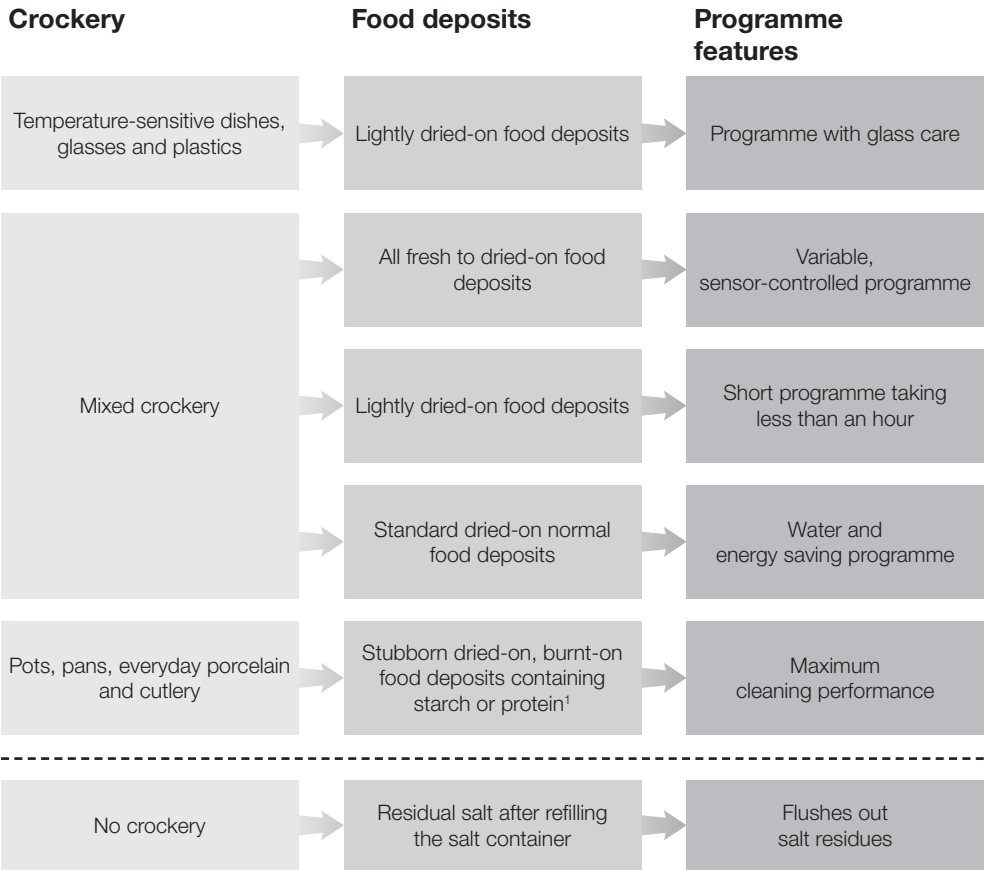 Crockery
Food deposits
Programme
features
Temperature-sensitive dishes,
glasses and plastics
Lightly dried-on food deposits
Programme with glass care
Mixed crockery
All fresh to dried-on food
deposits
Variable,
sensor-controlled programme
Lightly dried-on food deposits
Short programme taking
less than an hour
Standard dried-on normal
food deposits
Water and
energy saving programme
Pots, pans, everyday porcelain
and cutlery
Stubborn dried-on, burnt-on
food deposits containing
starch or protein¹
Maximum
cleaning performance
No crockery
Residual salt after refilling
the salt container
Flushes out
salt residues